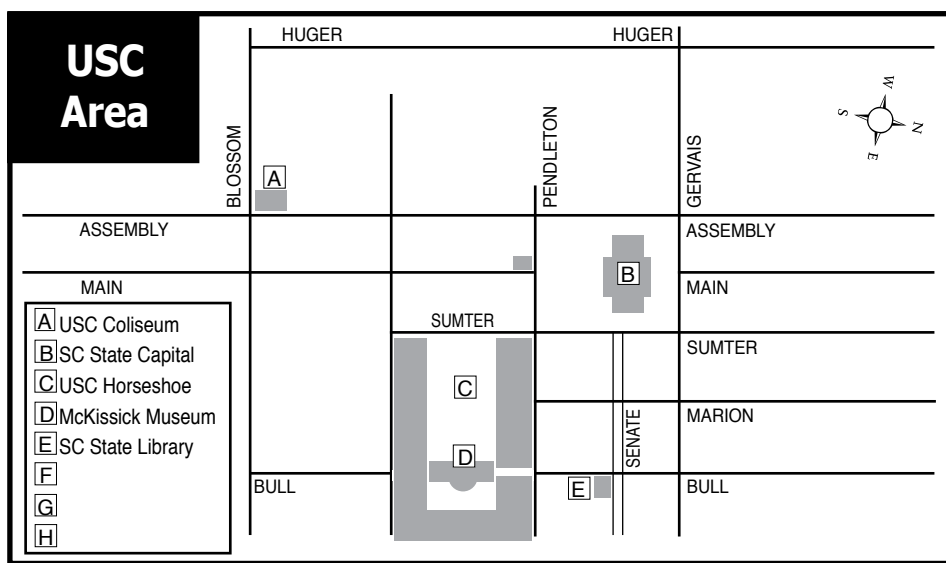 USC
Area
HUGER
HUGER
BLOSSOM
PENDLETON
GERVAIS
W
S
N
E
A
ASSEMBLY
ASSEMBLY
B
MAIN
MAIN
A USC Coliseum
B SC State Capital
C USC Horseshoe
D McKissick Museum
E SC State Library
F
G
H
SUMTER
SUMTER
C
MARION
SENATE
D
BULL
E
BULL